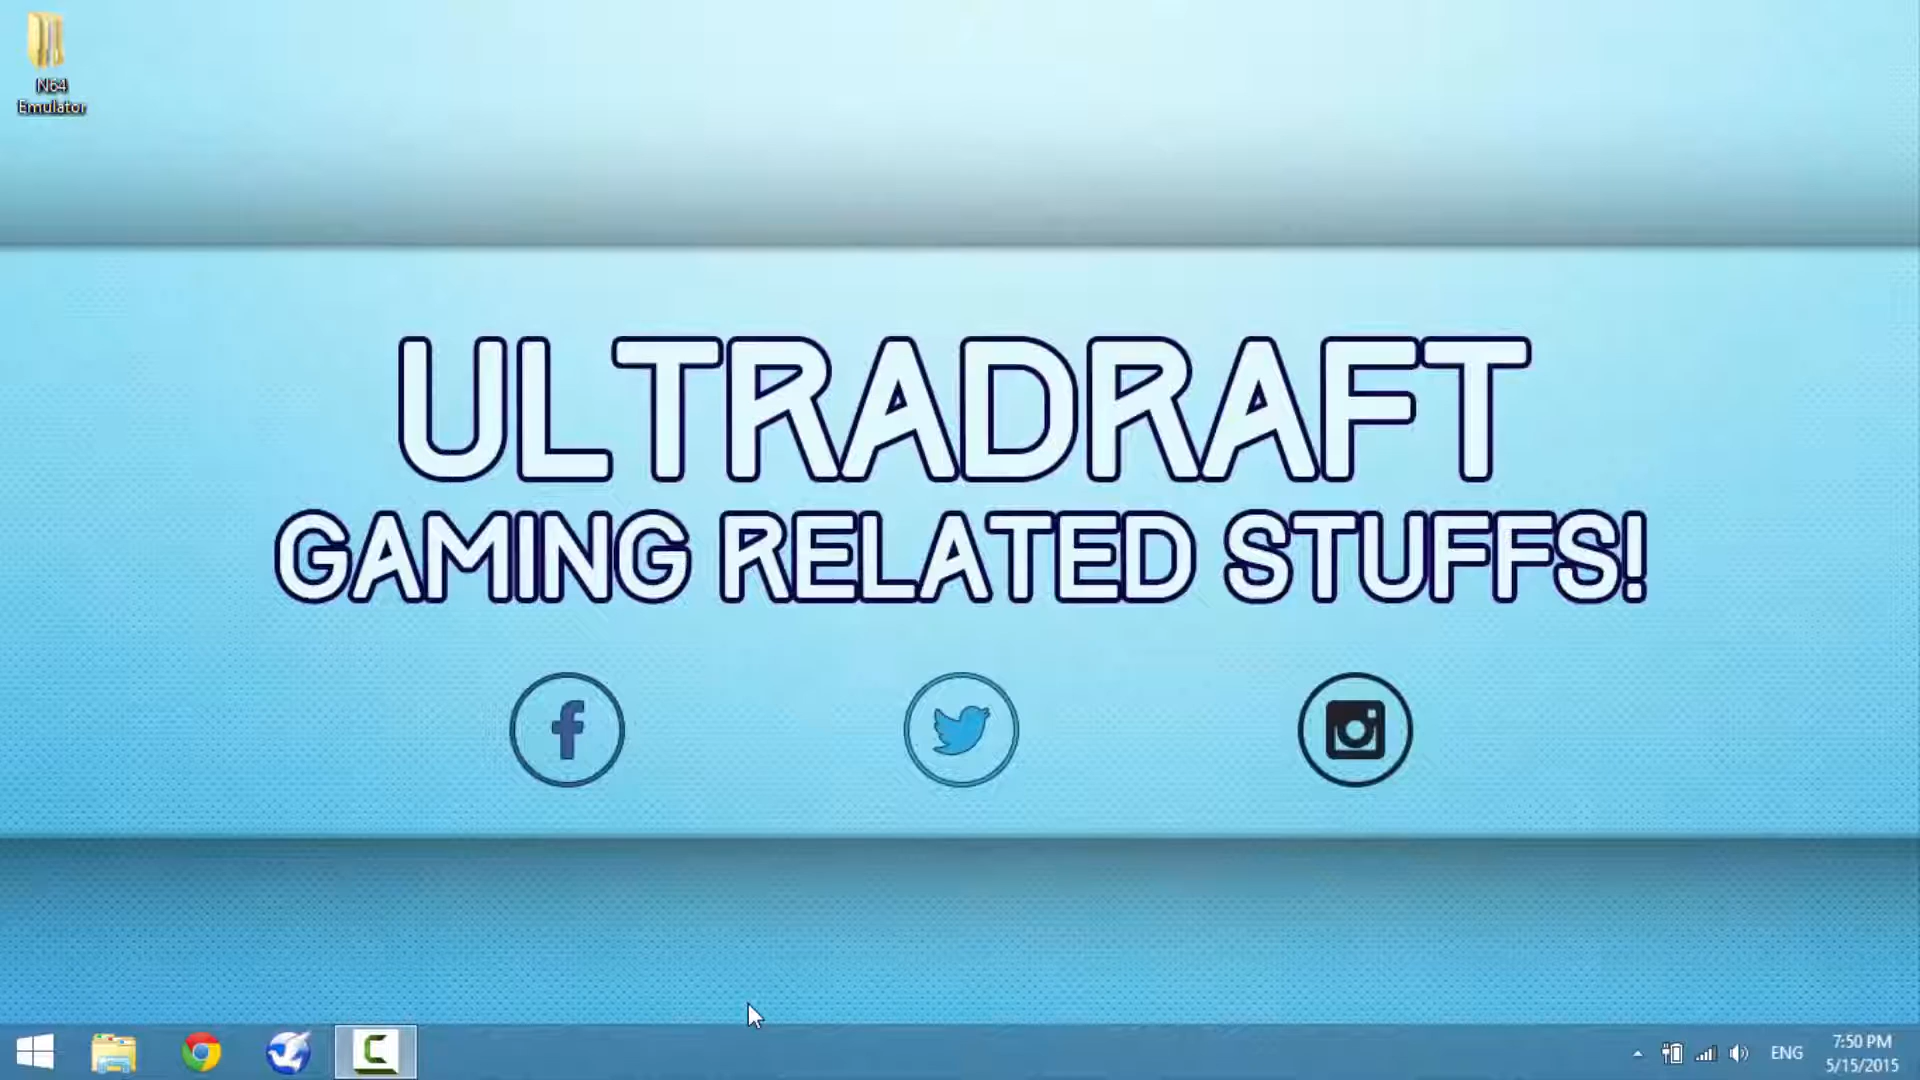 N64
Emulator
ULTRADRAFT
GAMING RELATED STUFFS!
ENG
7:50 PM
5/15/2015